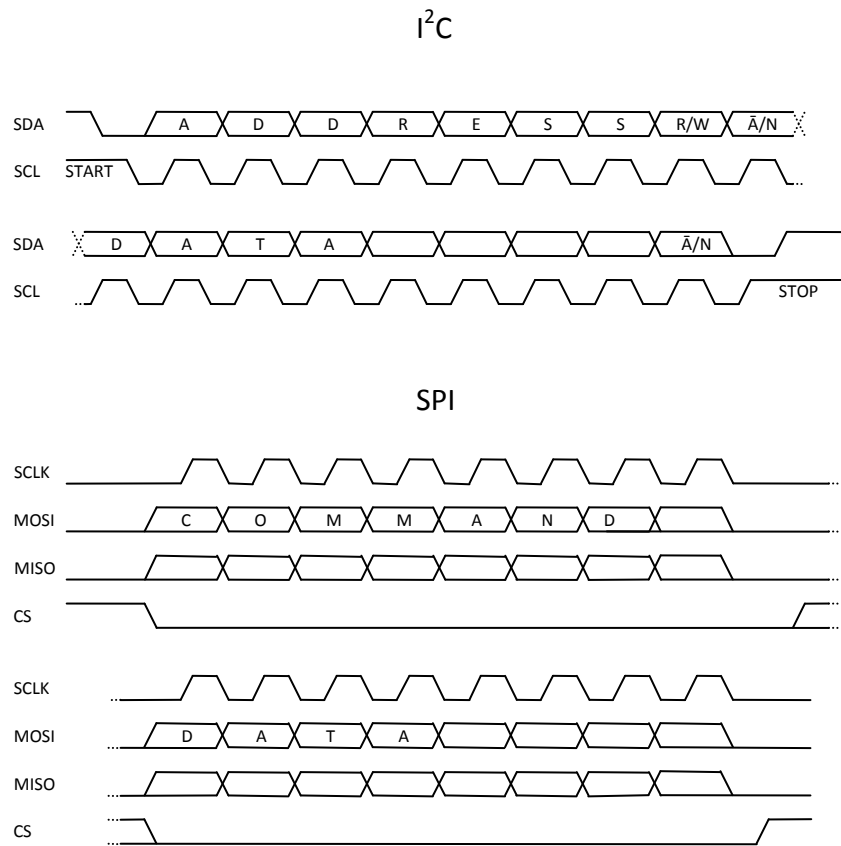 I²C
SDA A D D R E S S R/W Ā/N
SCL START
SDA D A T A Ā/N
SCL STOP
SPI
SCLK
MOSI C O M M A N D
MISO
CS
SCLK
MOSI D A T A
MISO
CS